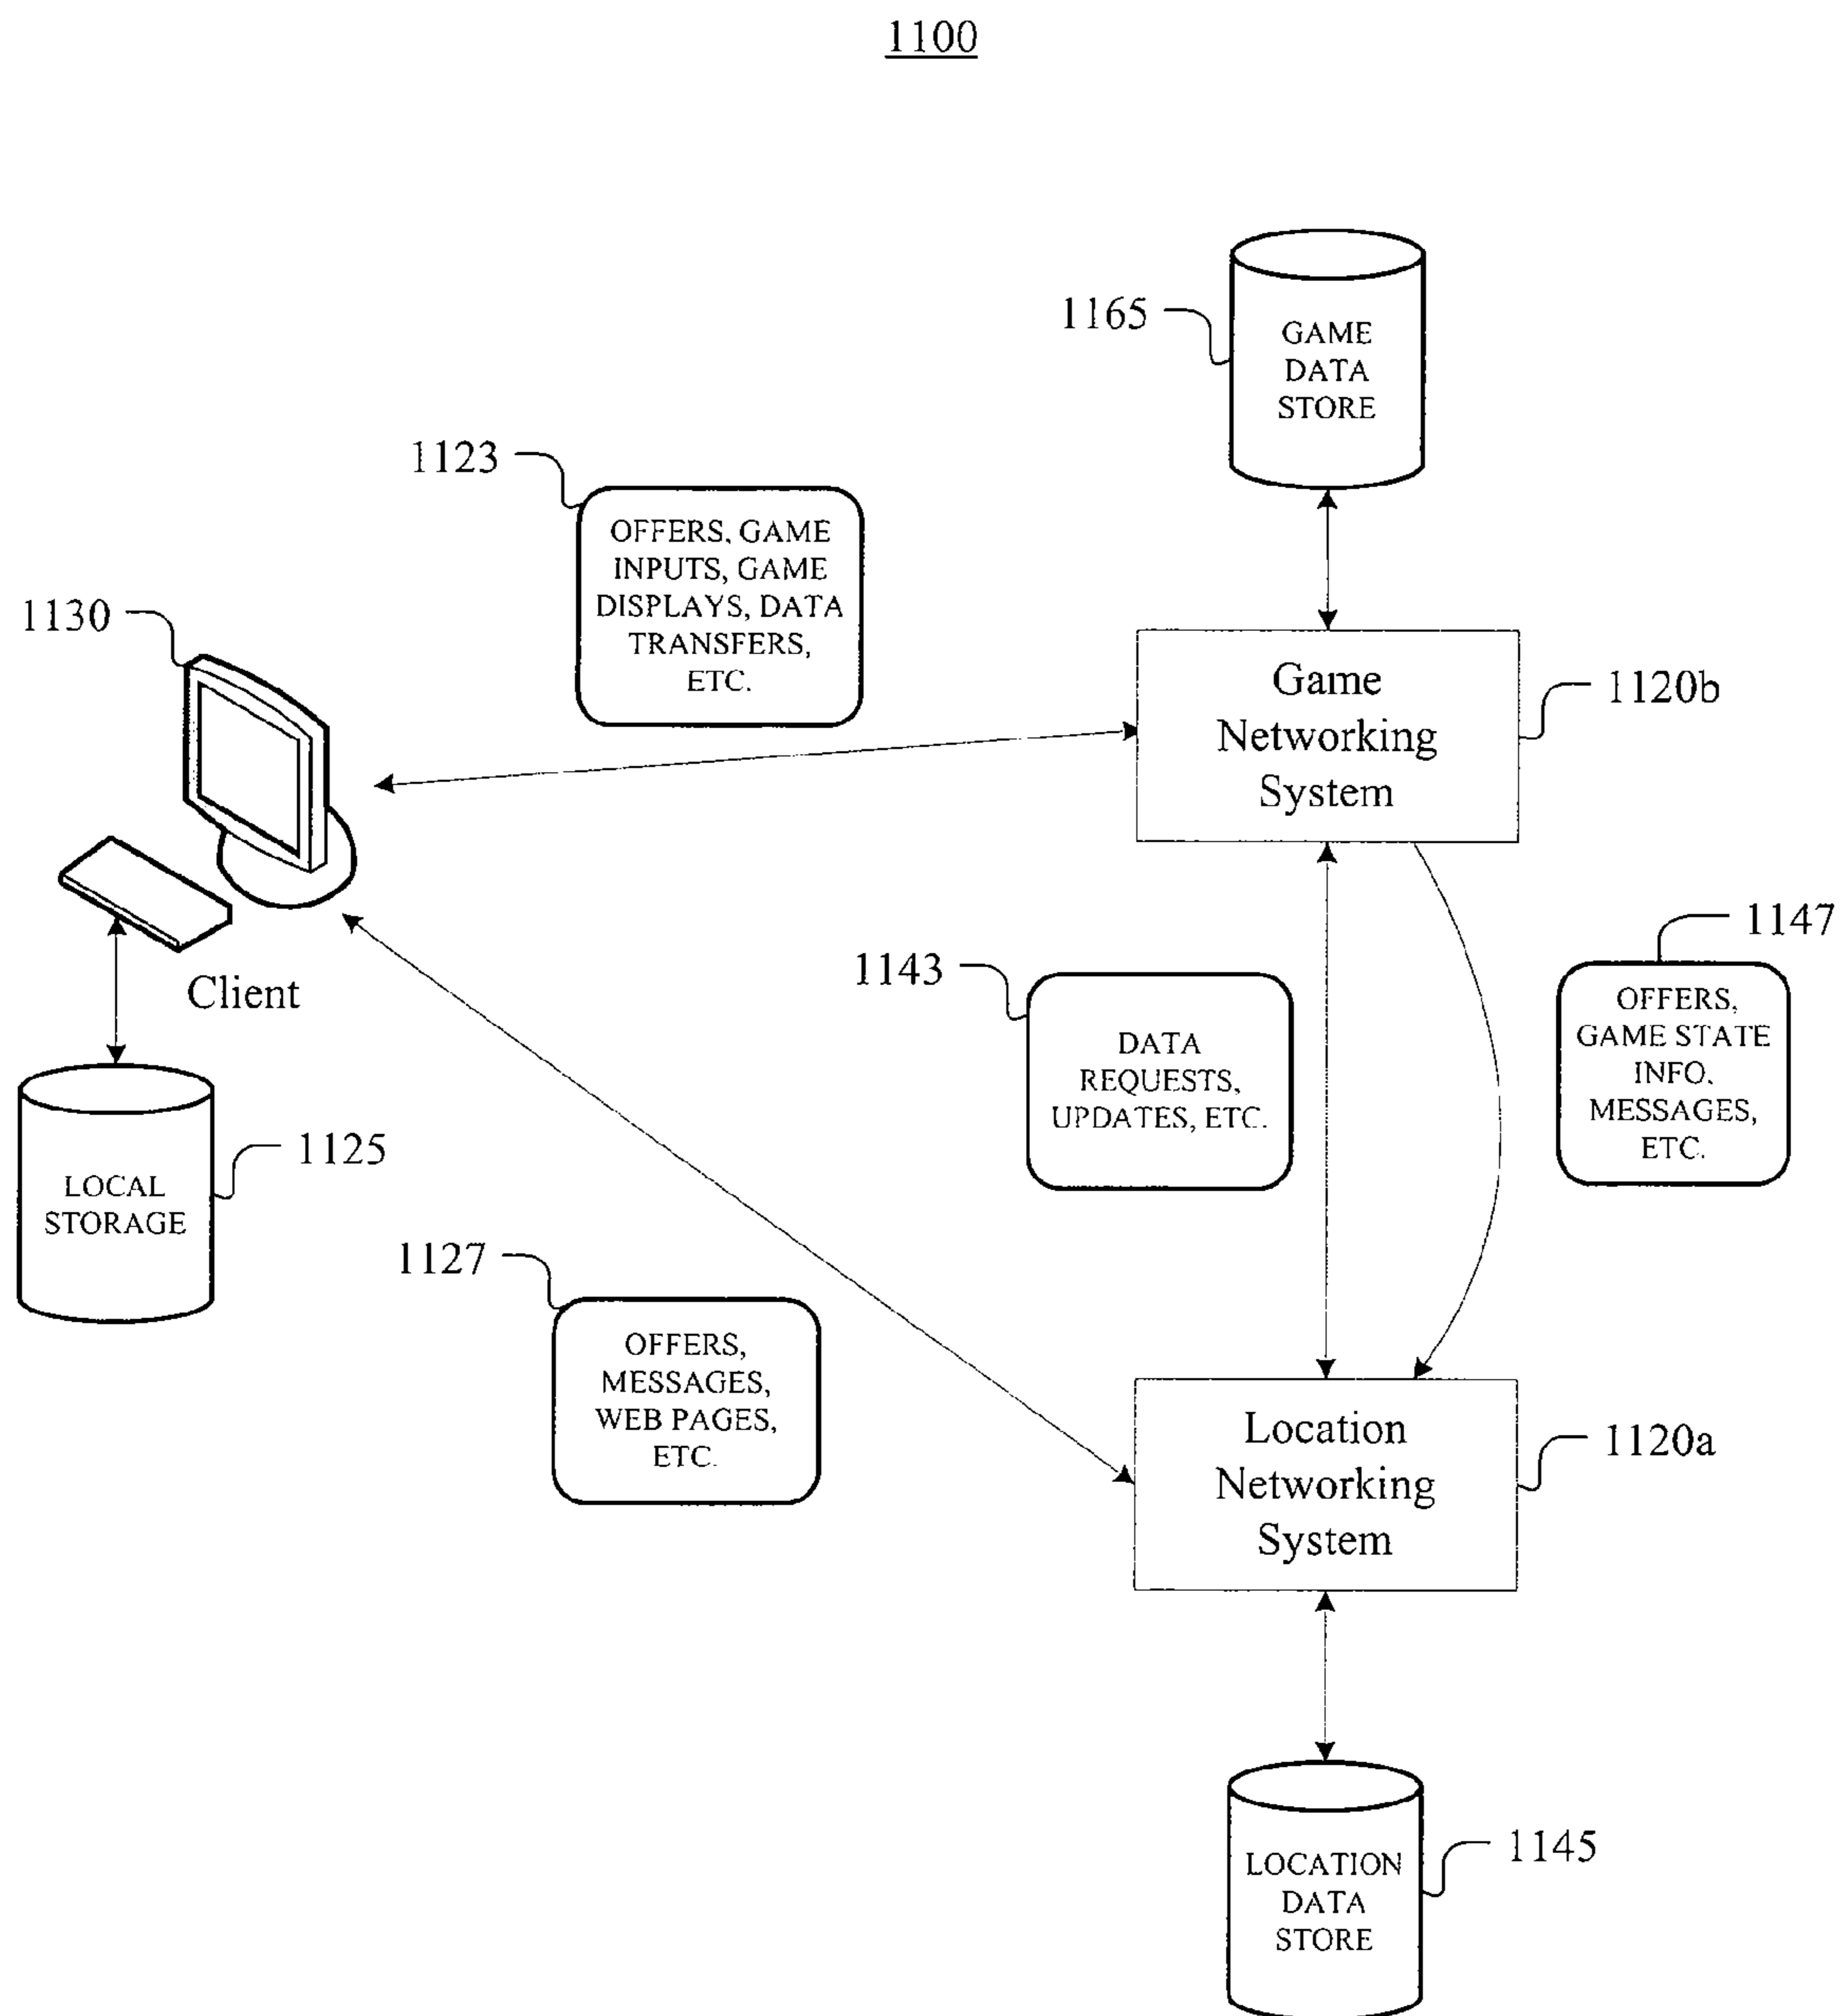 1100
1165
GAME
DATA
STORE
1123
OFFERS, GAME
INPUTS, GAME
DISPLAYS, DATA
TRANSFERS,
ETC.
1130
Game
Networking
System
1120b
Client
1143
DATA
REQUESTS,
UPDATES, ETC.
1147
OFFERS,
GAME STATE
INFO,
MESSAGES,
ETC.
LOCAL
STORAGE
1125
1127
OFFERS,
MESSAGES,
WEB PAGES,
ETC.
Location
Networking
System
1120a
LOCATION
DATA
STORE
1145